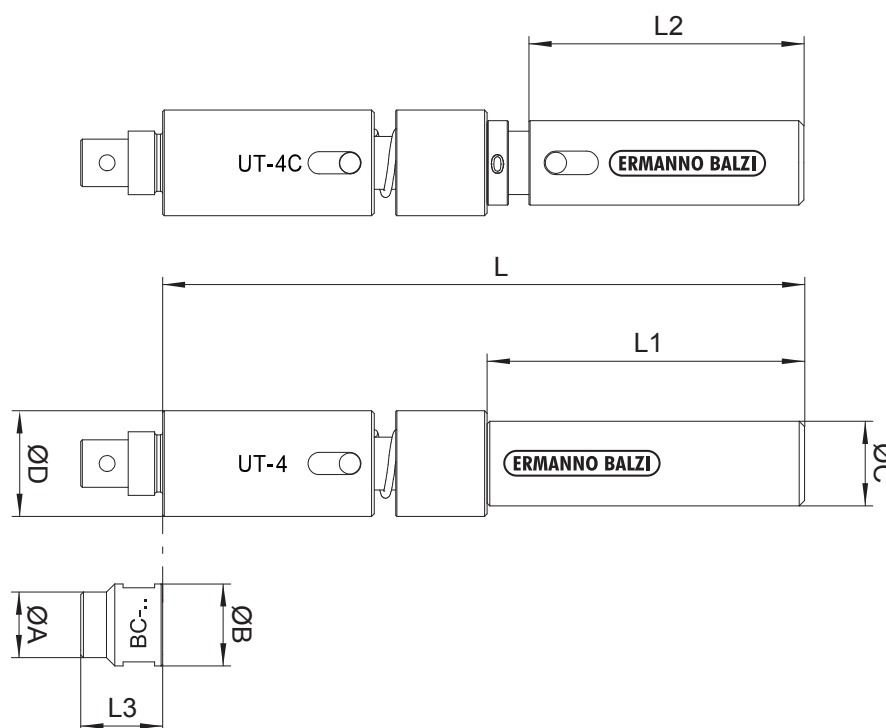 L2
UT-4C
ERMANNO BALZI
L
L1
ØD
UT-4
ERMANNO BALZI
ØC
ØA
BC-..
ØB
L3